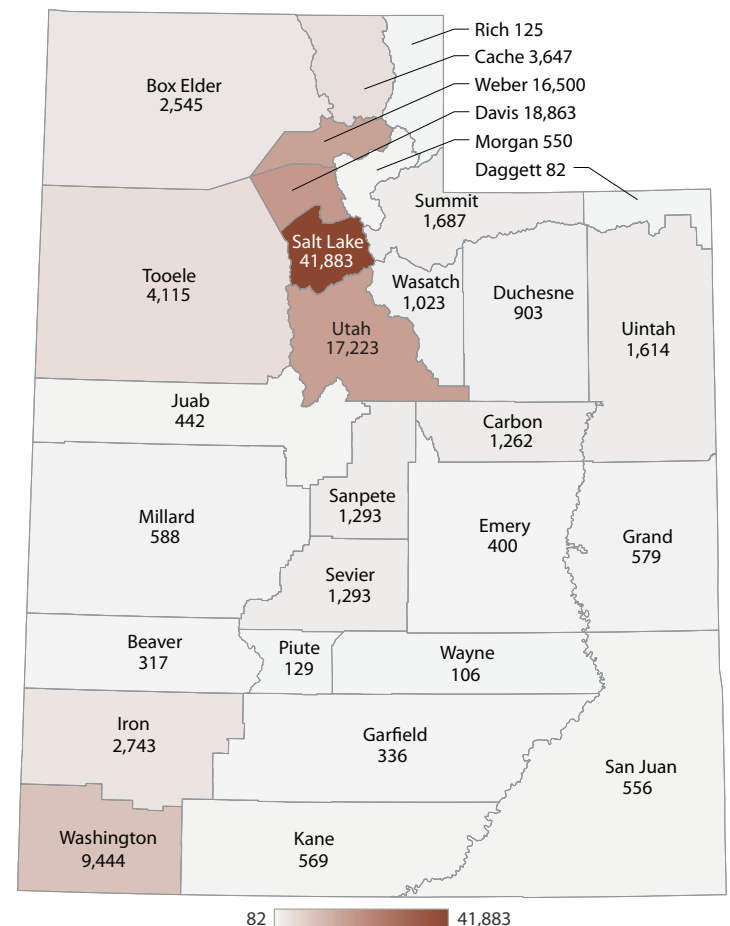 Rich 125
Cache 3,647
Weber 16,500
Davis 18,863
Morgan 550
Daggett 82
Box Elder
2,545
Summit
1,687
Salt Lake
41,883
Tooele
4,115
Wasatch
1,023
Duchesne
903
Uintah
1,614
Utah
17,223
Juab
442
Carbon
1,262
Sanpete
1,293
Millard
588
Emery
400
Grand
579
Sevier
1,293
Beaver
317
Piute
129
Wayne
106
Iron
2,743
Garfield
336
San Juan
556
Washington
9,444
Kane
569
82 41,883